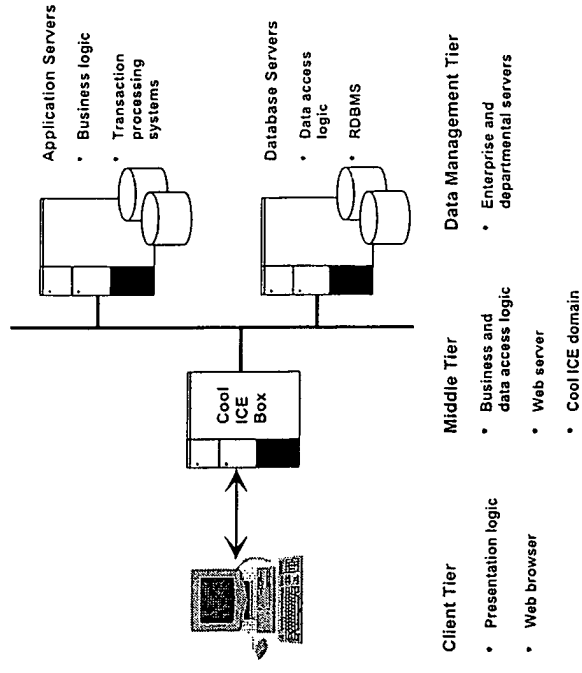 Application Servers
• Business logic
• Transaction
processing
systems
Database Servers
• Data access
logic
• RDBMS
Cool
ICE
Box
Client Tier
• Presentation logic
• Web browser
Middle Tier
• Business and
data access logic
• Web server
• Cool ICE domain
Data Management Tier
• Enterprise and
departmental servers